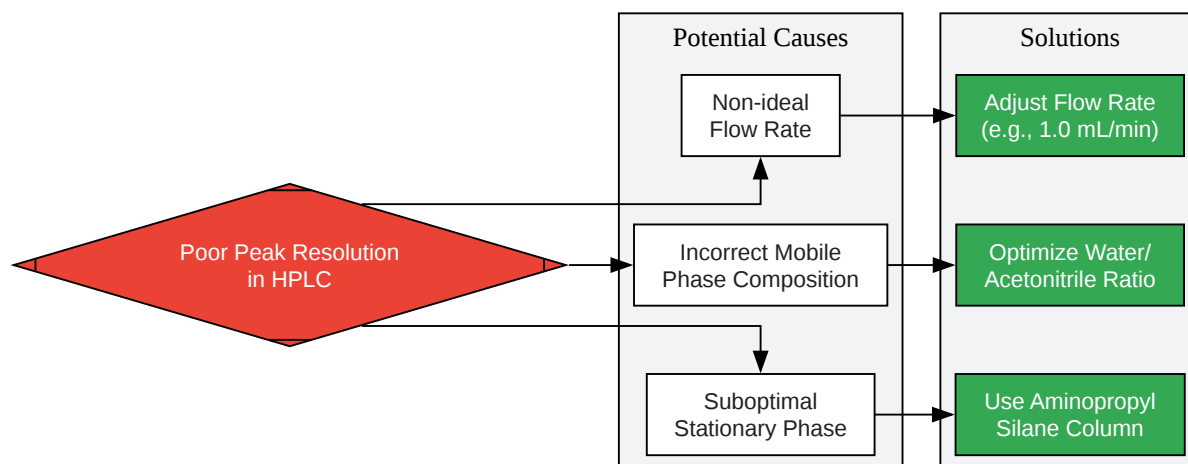 Potential Causes
Solutions
Non-ideal
Flow Rate
Adjust Flow Rate
(e.g., 1.0 mL/min)
Poor Peak Resolution
in HPLC
Incorrect Mobile
Phase Composition
Optimize Water/
Acetonitrile Ratio
Suboptimal
Stationary Phase
Use Aminopropyl
Silane Column